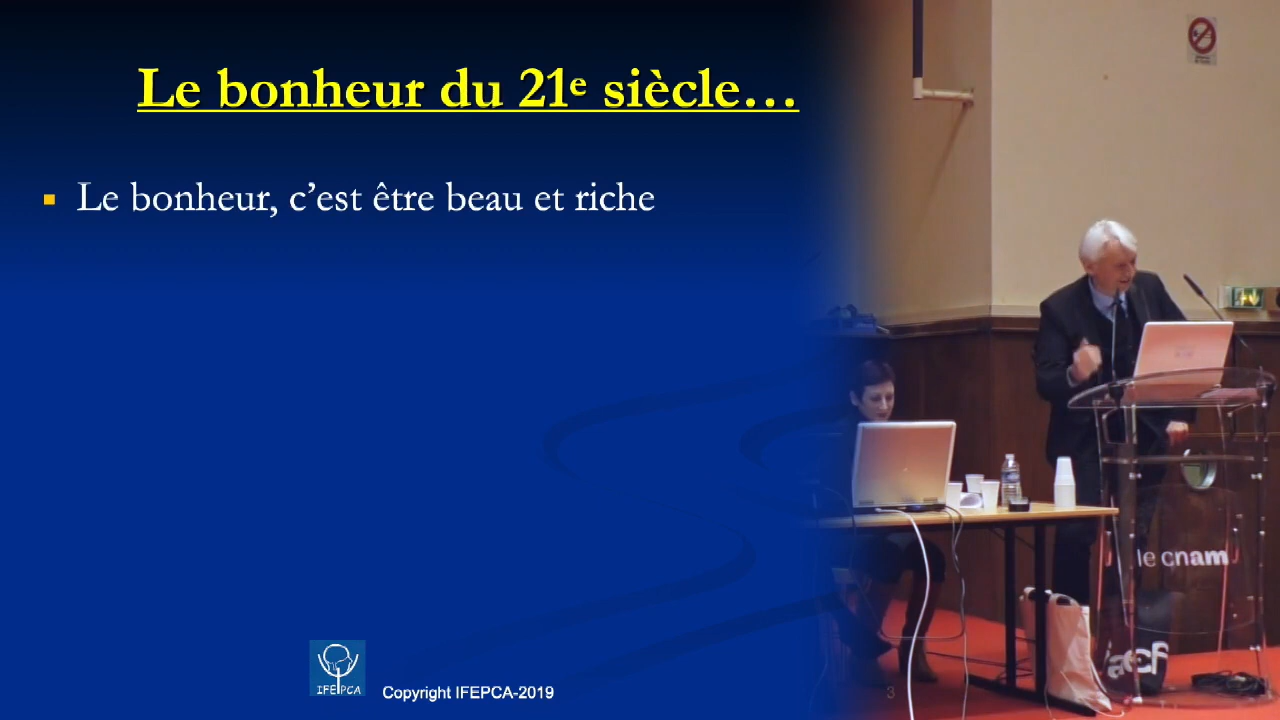 Le bonheur du 21e siècle…
▪ Le bonheur, c’est être beau et riche
le cnam
aecf
IFEPCA
Copyright IFEPCA-2019
3